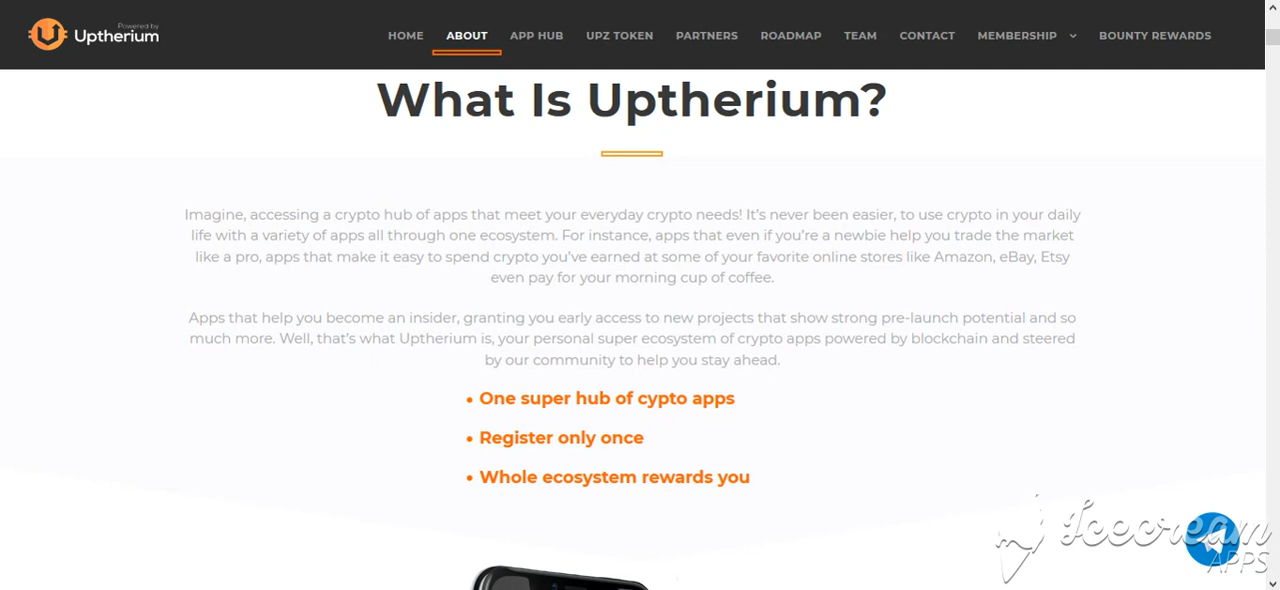 Powered by
Uptherium
HOME ABOUT APP HUB UPZ TOKEN PARTNERS ROADMAP TEAM CONTACT MEMBERSHIP BOUNTY REWARDS
What Is Uptherium?
Imagine, accessing a crypto hub of apps that meet your everyday crypto needs! It's never been easier, to use crypto in your daily
life with a variety of apps all through one ecosystem. For instance, apps that even if you're a newbie help you trade the market
like a pro, apps that make it easy to spend crypto you've earned at some of your favorite online stores like Amazon, eBay, Etsy
even pay for your morning cup of coffee.
Apps that help you become an insider, granting you early access to new projects that show strong pre-launch potential and so
much more. Well, that's what Uptherium is, your personal super ecosystem of crypto apps powered by blockchain and steered
by our community to help you stay ahead.
• One super hub of cypto apps
• Register only once
• Whole ecosystem rewards you
Icecream
APPS